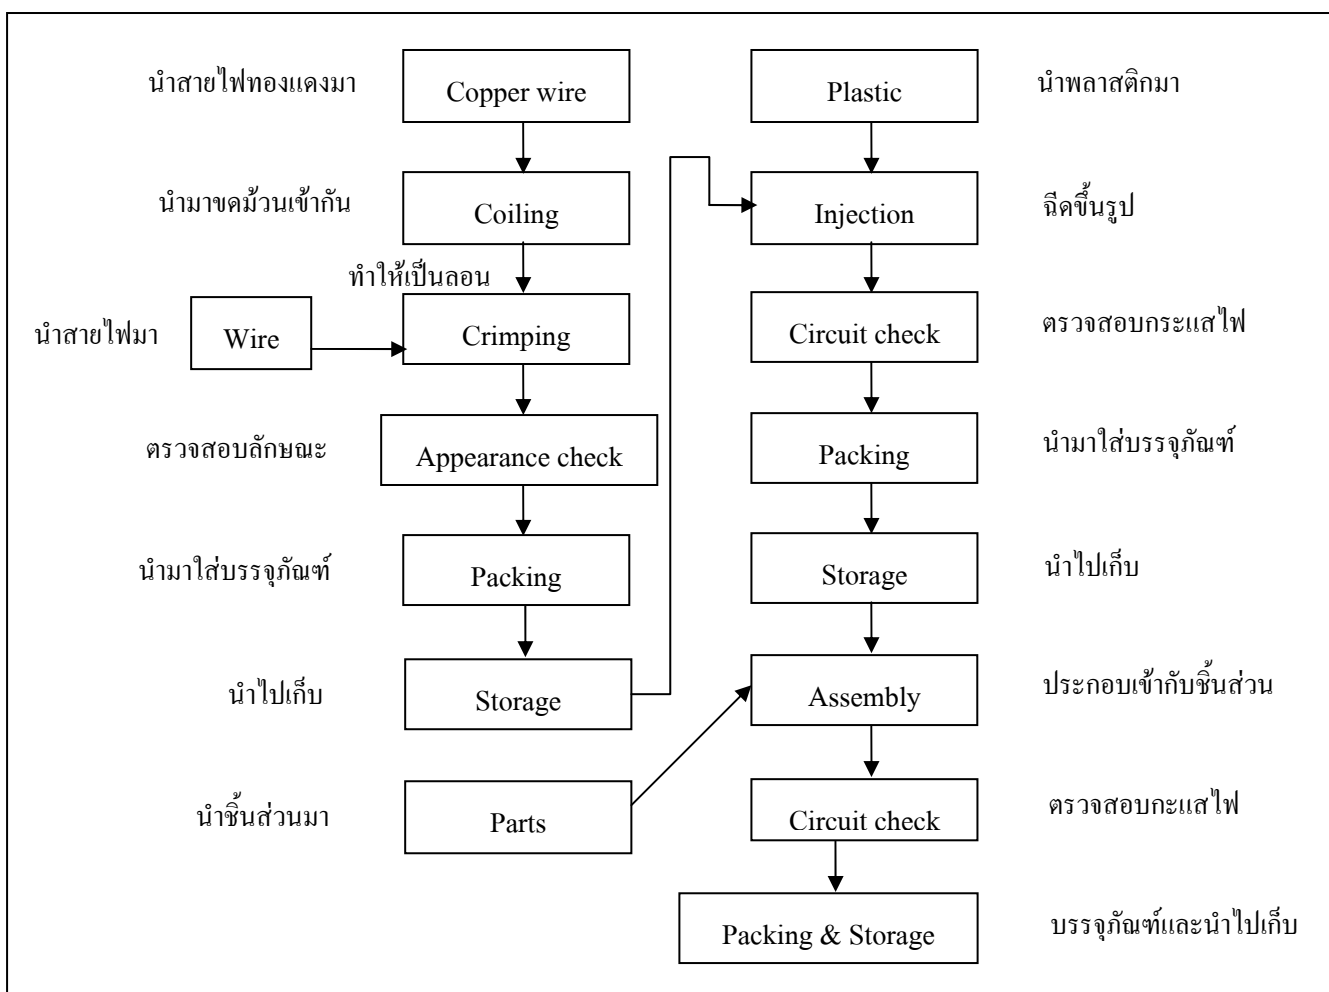 นำสายไฟทองแดงมา
Copper wire
Plastic
นำพลาสติกมา
นำมาขดม้วนเข้ากัน
Coiling
Injection
ฉีดขึ้นรูป
ทำให้เป็นลอน
นำสายไฟมา
Wire
Crimping
Circuit check
ตรวจสอบกระแสไฟ
ตรวจสอบลักษณะ
Appearance check
Packing
นำมาใส่บรรจุภัณฑ์
นำมาใส่บรรจุภัณฑ์
Packing
Storage
นำไปเก็บ
นำไปเก็บ
Storage
Assembly
ประกอบเข้ากับชิ้นส่วน
นำชิ้นส่วนมา
Parts
Circuit check
ตรวจสอบกะแสไฟ
Packing & Storage
บรรจุภัณฑ์และนำไปเก็บ